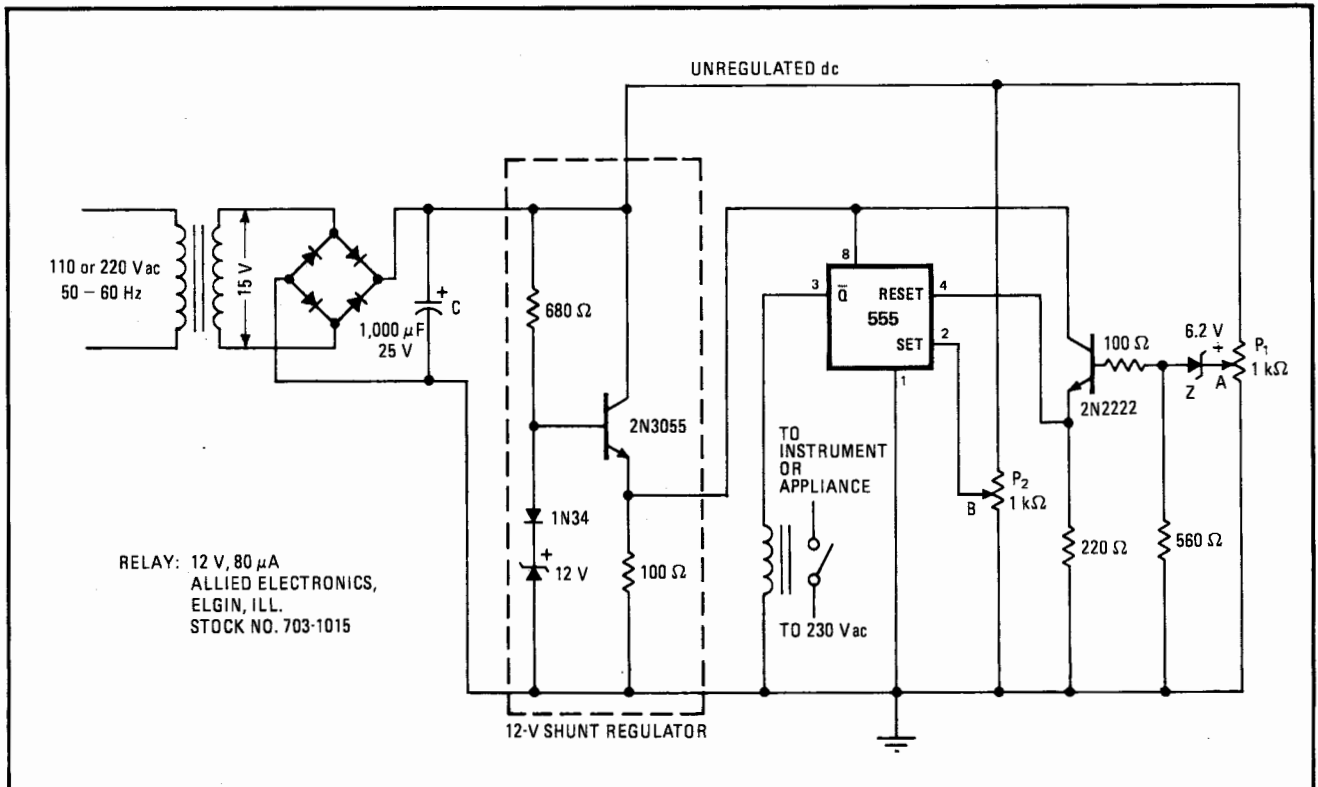 UNREGULATED dc
110 or 220 Vac
50 – 60 Hz
15 V
+
C
1,000 μF
25 V
680 Ω
2N3055
1N34
+
12 V
100 Ω
12-V SHUNT REGULATOR
RELAY: 12 V, 80 μA
ALLIED ELECTRONICS,
ELGIN, ILL.
STOCK NO. 703-1015
8
3
Q̅
RESET
4
555
SET
2
1
TO
INSTRUMENT
OR
APPLIANCE
TO 230 Vac
B
P2
1 kΩ
2N2222
100 Ω
6.2 V
+
Z
A
P1
1 kΩ
220 Ω
560 Ω